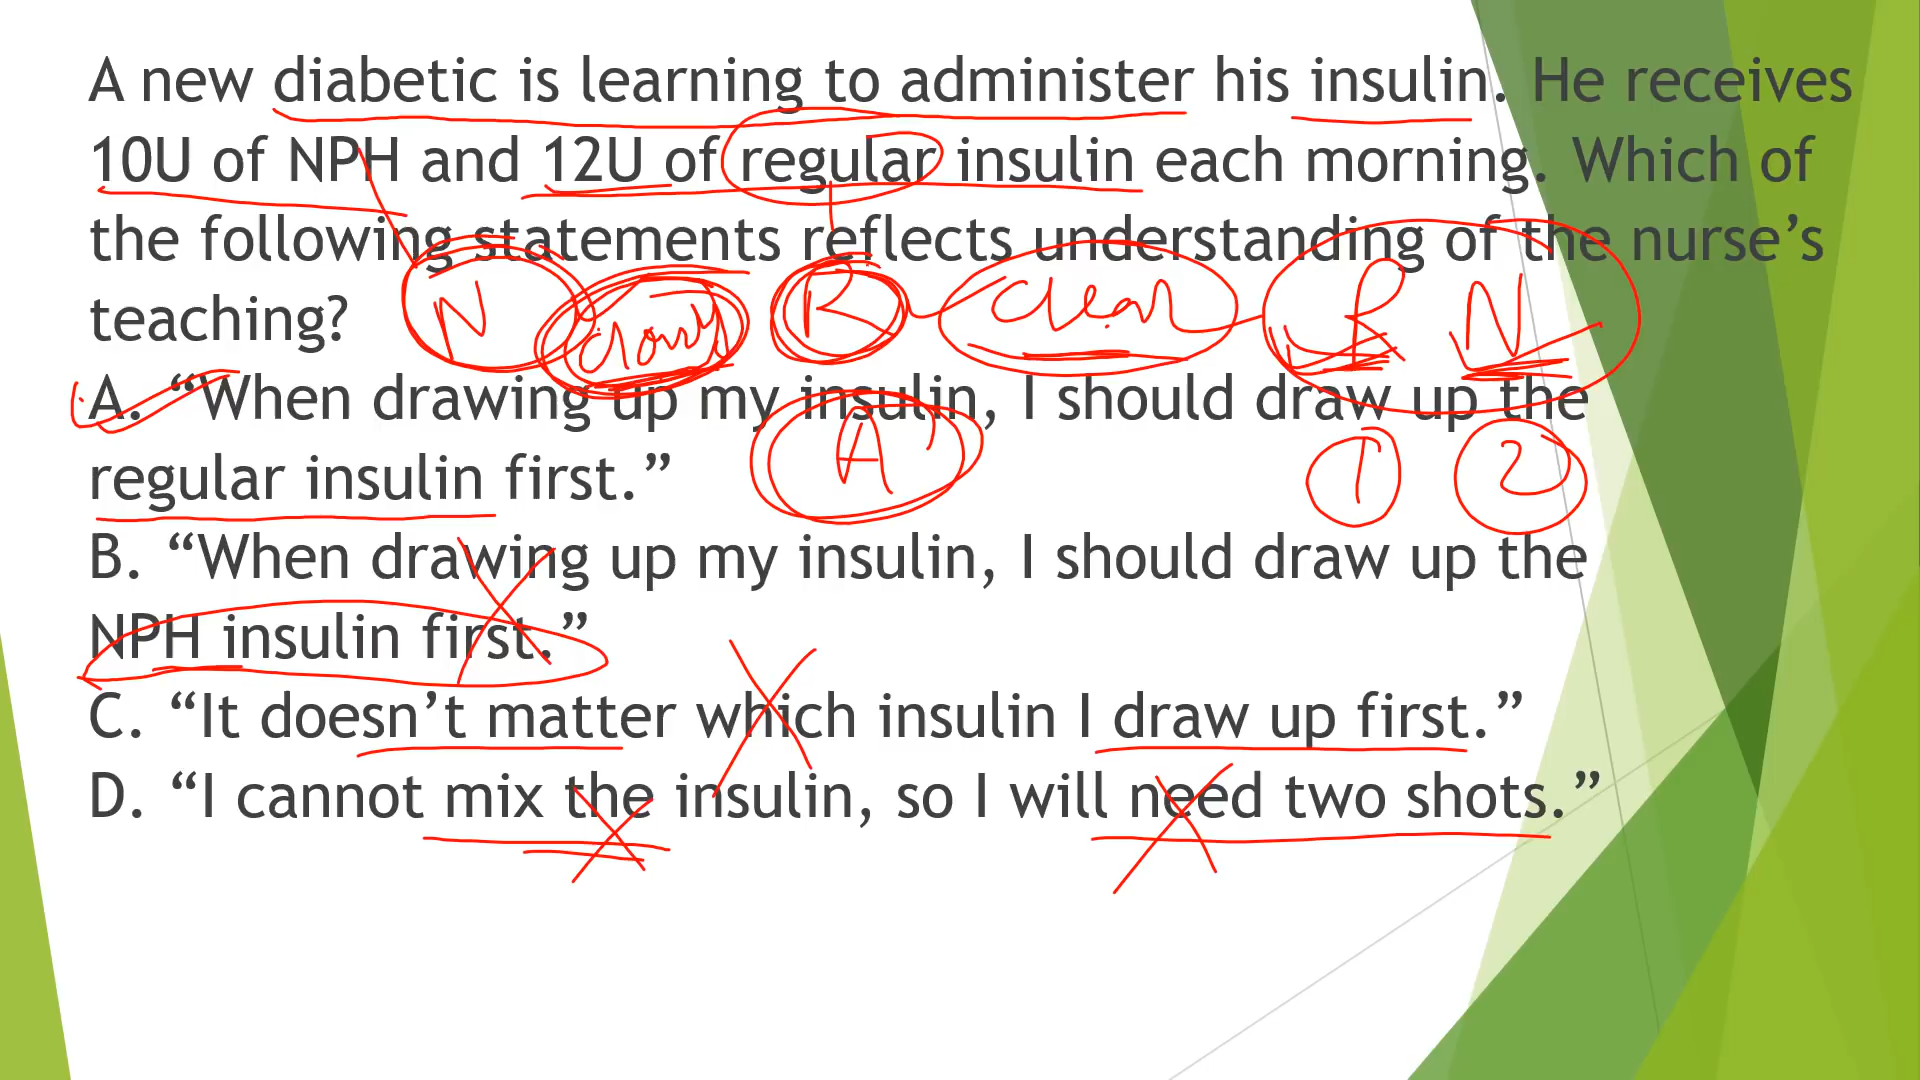 A new diabetic is learning to administer his insulin. He receives
10U of NPH and 12U of regular insulin each morning. Which of
the following statements reflects understanding of the nurse’s
teaching?
N cloudy R clear R N
A. “When drawing up my insulin, I should draw up the
regular insulin first.”
A 1 2
B. “When drawing up my insulin, I should draw up the
NPH insulin first.”
C. “It doesn’t matter which insulin I draw up first.”
D. “I cannot mix the insulin, so I will need two shots.”